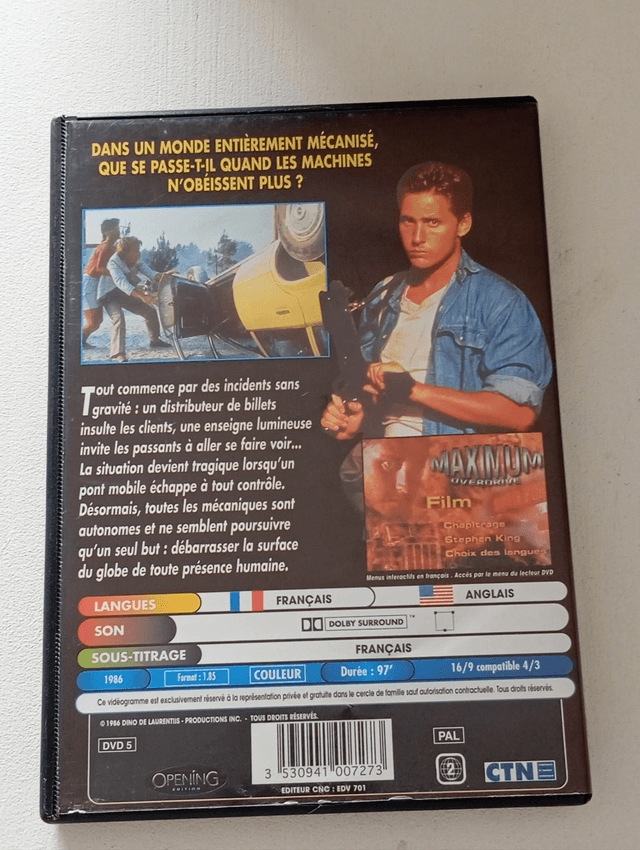 DANS UN MONDE ENTIÈREMENT MÉCANISÉ,
QUE SE PASSE-T-IL QUAND LES MACHINES
N'OBÉISSENT PLUS ?
Tout commence par des incidents sans
gravité : un distributeur de billets
insulte les clients, une enseigne lumineuse
invite les passants à aller se faire voir...
La situation devient tragique lorsqu'un
pont mobile échappe à tout contrôle.
Désormais, toutes les mécaniques sont
autonomes et ne semblent poursuivre
qu'un seul but : débarrasser la surface
du globe de toute présence humaine.
MAXIMUM
OVERDRIVE
Film
Chapitrage
Stephen King
Choix des langues
Menus interactifs en français . Accès par le menu du lecteur DVD
LANGUES FRANÇAIS ANGLAIS
SON DOLBY SURROUND ™
SOUS-TITRAGE FRANÇAIS
1986 Format : 1.85 COULEUR Durée : 97' 16/9 compatible 4/3
Ce vidéogramme est exclusivement réservé à la représentation privée et gratuite dans le cercle de famille sauf autorisation contractuelle. Tous droits réservés.
© 1986 DINO DE LAURENTIIS - PRODUCTIONS INC. - TOUS DROITS RÉSERVÉS.
DVD 5
PAL
OPENING
EDITION
3 530941 007273
2
CTN
EDITEUR CNC : EDV 701